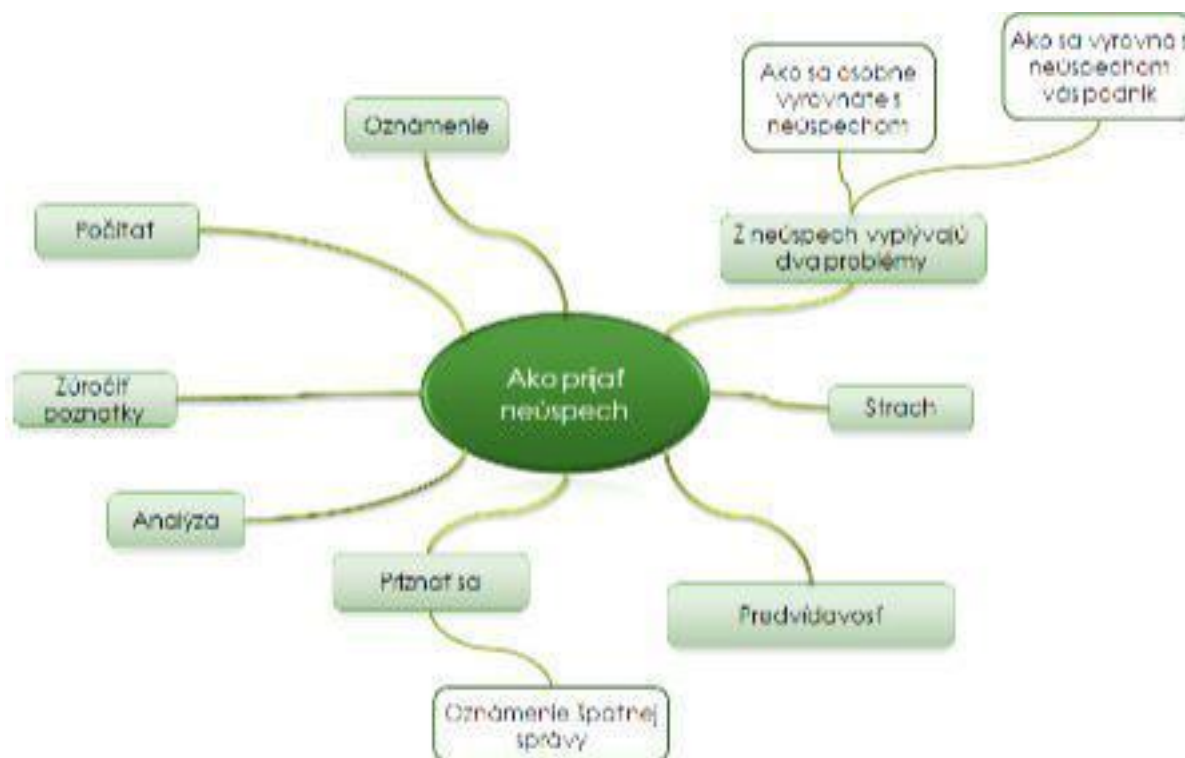 Ako sa vyrovná s
neúspechom
váš podnik
Ako sa osobne
vyrovnáte s
neúspechom
Oznámenie
Počítať
Z neúspech vyplývajú
dva problémy
Ako prijať
neúspech
Zúročiť
poznatky
Strach
Analýza
Priznať sa
Predvídavosť
Oznámenie špatnej
správy